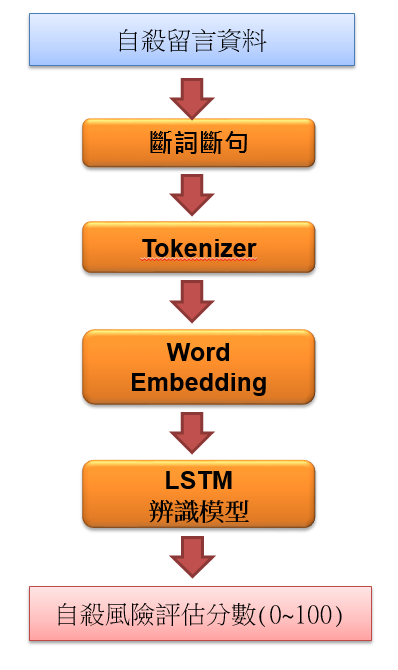 自殺留言資料
斷詞斷句
Tokenizer
Word
Embedding
LSTM
辨識模型
自殺風險評估分數(0~100)